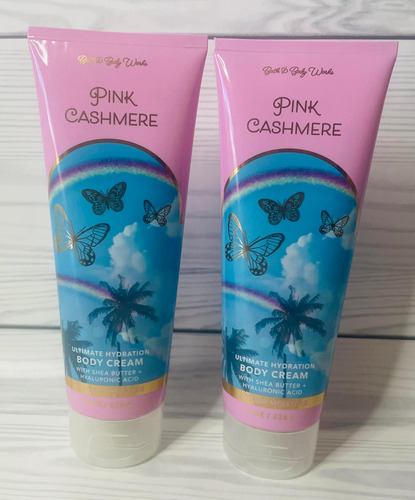 Bath & Body Works
PINK
CASHMERE
ULTIMATE HYDRATION
BODY CREAM
WITH SHEA BUTTER +
HYALURONIC ACID
Bath & Body Works
PINK
CASHMERE
ULTIMATE HYDRATION
BODY CREAM
WITH SHEA BUTTER +
HYALURONIC ACID